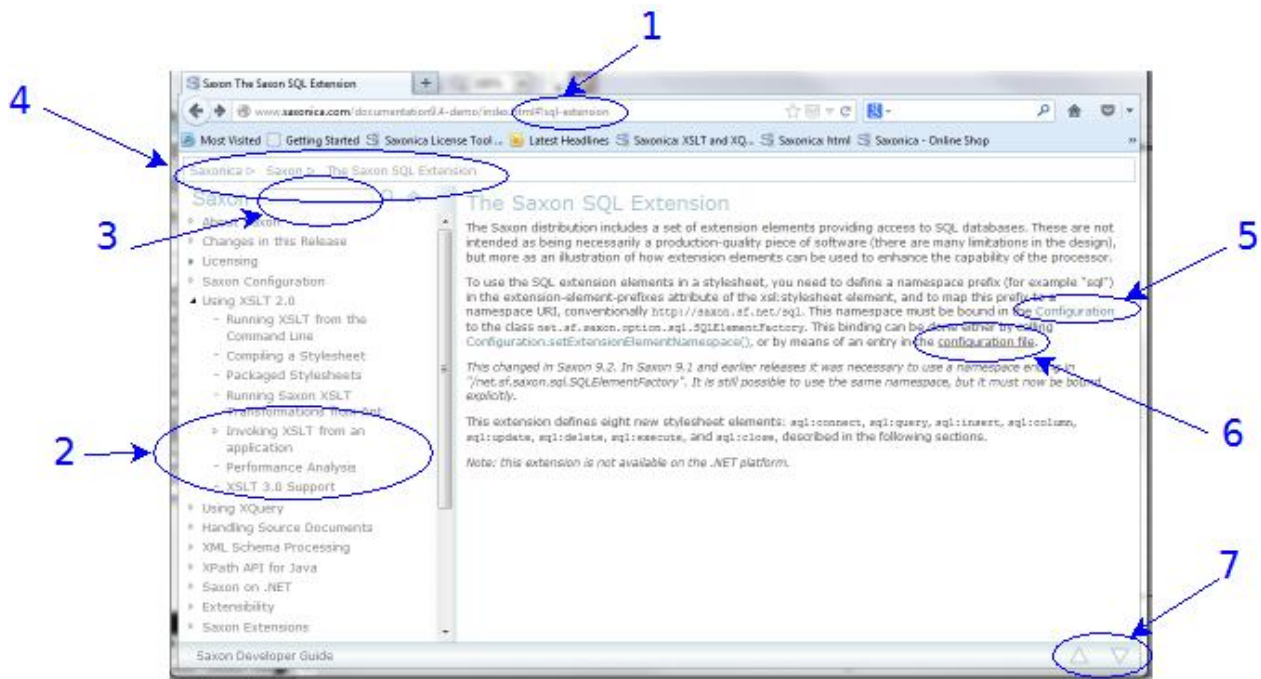 1
Saxon The Saxon SQL Extension
4
www.saxonica.com/documentation9.4-demo/index.html#!sql-extension
Most Visited Getting Started Saxonica License Tool ... Latest Headlines Saxonica: XSLT and XQ... Saxonica: html Saxonica - Online Shop
Saxonica ▷ Saxon ▷ The Saxon SQL Extension
Saxon
3
About Saxon
Changes in this Release
Licensing
Saxon Configuration
Using XSLT 2.0
- Running XSLT from the
Command Line
- Compiling a Stylesheet
- Packaged Stylesheets
- Running Saxon XSLT
Transformations from Ant
Invoking XSLT from an
application
2
- Performance Analysis
- XSLT 3.0 Support
Using XQuery
Handling Source Documents
XML Schema Processing
XPath API for Java
Saxon on .NET
Extensibility
Saxon Extensions
The Saxon SQL Extension
The Saxon distribution includes a set of extension elements providing access to SQL databases. These are not
intended as being necessarily a production-quality piece of software (there are many limitations in the design),
but more as an illustration of how extension elements can be used to enhance the capability of the processor.
5
To use the SQL extension elements in a stylesheet, you need to define a namespace prefix (for example "sql")
in the extension-element-prefixes attribute of the xsl:stylesheet element, and to map this prefix to a
namespace URI, conventionally http://saxon.sf.net/sql. This namespace must be bound in the Configuration
to the class net.sf.saxon.option.sql.SQLElementFactory. This binding can be done either by calling
Configuration.setExtensionElementNamespace(), or by means of an entry in the configuration file.
This changed in Saxon 9.2. In Saxon 9.1 and earlier releases it was necessary to use a namespace ending in
"/net.sf.saxon.sql.SQLElementFactory". It is still possible to use the same namespace, but it must now be bound
explicitly.
6
This extension defines eight new stylesheet elements: sql:connect, sql:query, sql:insert, sql:column,
sql:update, sql:delete, sql:execute, and sql:close, described in the following sections.
Note: this extension is not available on the .NET platform.
7
Saxon Developer Guide